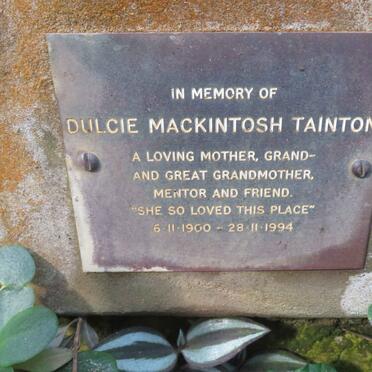 IN MEMORY OF
DULCIE MACKINTOSH TAINTON
A LOVING MOTHER, GRAND-
AND GREAT GRANDMOTHER,
MENTOR AND FRIEND.
"SHE SO LOVED THIS PLACE"
6-11-1900 - 28-11-1994